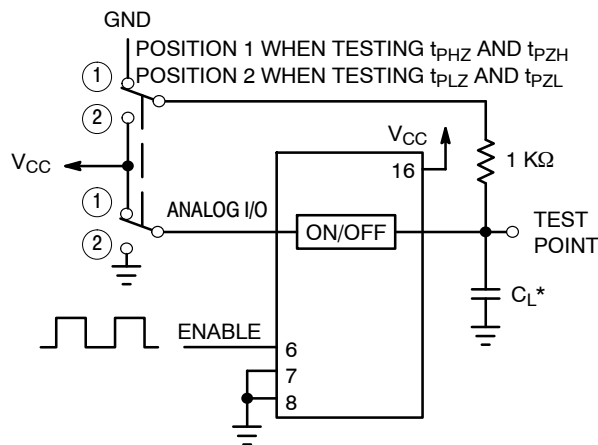 GND
POSITION 1 WHEN TESTING tPHZ AND tPZH
① POSITION 2 WHEN TESTING tPLZ AND tPZL
②
VCC
VCC
16
1 KΩ
①
ANALOG I/O
ON/OFF
TEST
POINT
②
CL*
ENABLE
6
7
8